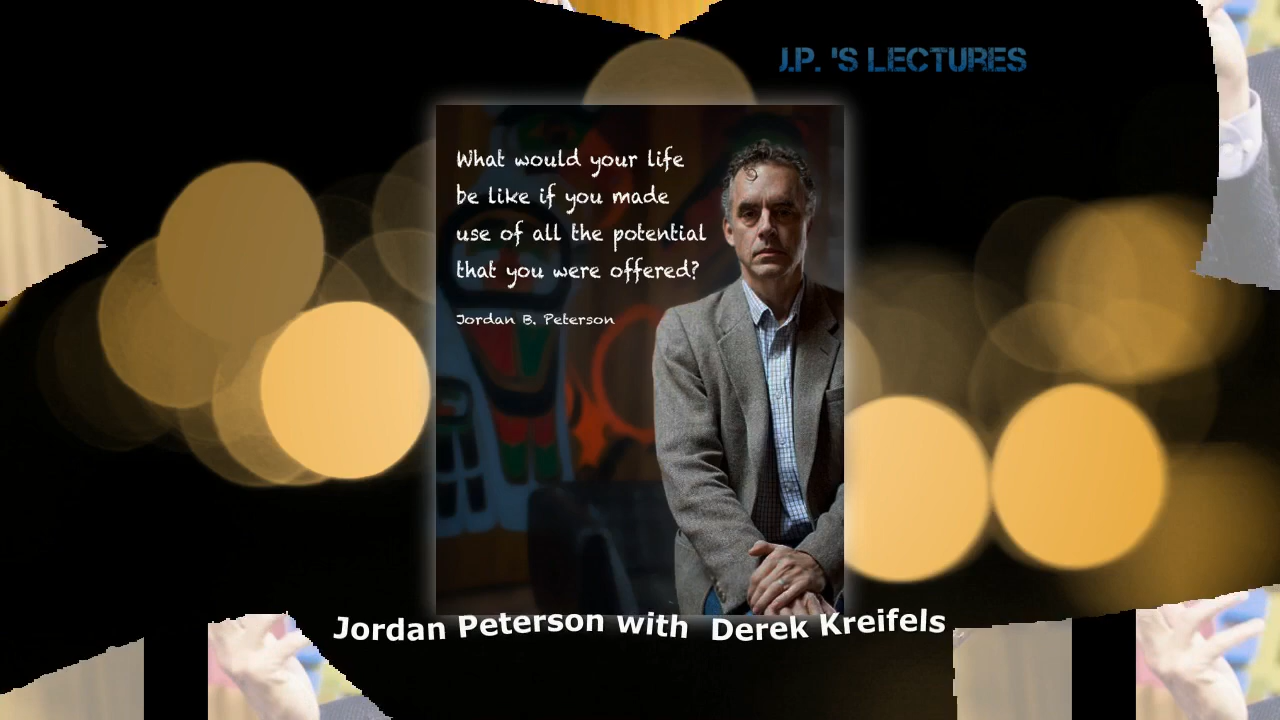 J.P. 'S LECTURES
What would your life
be like if you made
use of all the potential
that you were offered?
Jordan B. Peterson
Jordan Peterson with Derek Kreifels